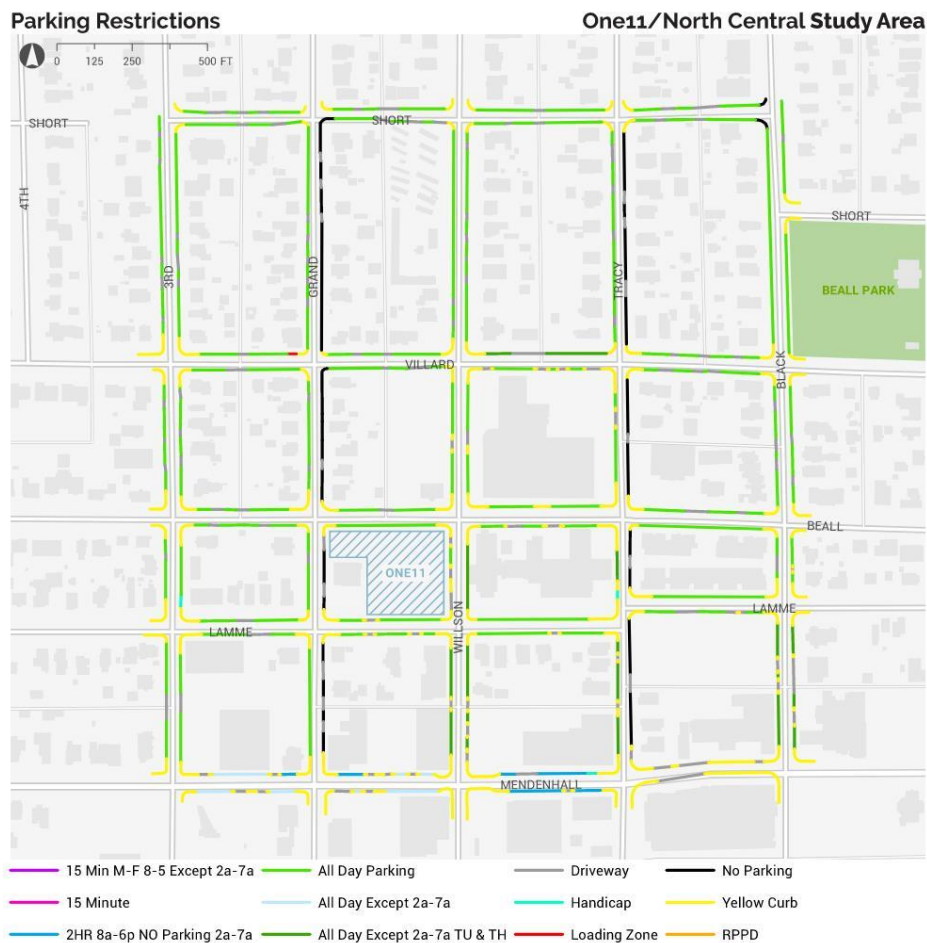 Parking Restrictions
One11/North Central Study Area
0 125 250 500 FT
SHORT
SHORT
4TH
3RD
GRAND
TRACY
SHORT
BEALL PARK
VILLARD
BLACK
BEALL
ONE11
LAMME
LAMME
WILLSON
MENDENHALL
15 Min M-F 8-5 Except 2a-7a
All Day Parking
Driveway
No Parking
15 Minute
All Day Except 2a-7a
Handicap
Yellow Curb
2HR 8a-6p NO Parking 2a-7a
All Day Except 2a-7a TU & TH
Loading Zone
RPPD